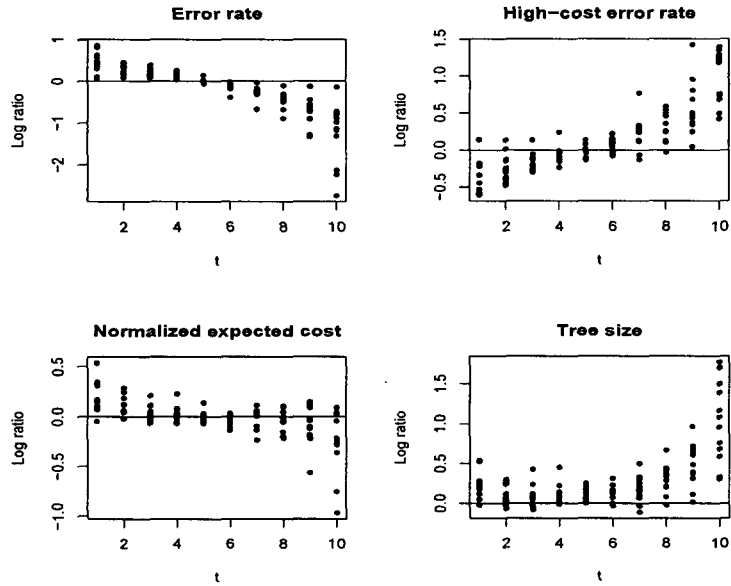 Error rate
Log ratio
1
0
−1
−2
2 4 6 8 10
t
High−cost error rate
Log ratio
1.5
1.0
0.5
0.0
−0.5
2 4 6 8 10
t
Normalized expected cost
Log ratio
0.5
0.0
−0.5
−1.0
2 4 6 8 10
t
Tree size
Log ratio
1.5
1.0
0.5
0.0
2 4 6 8 10
t